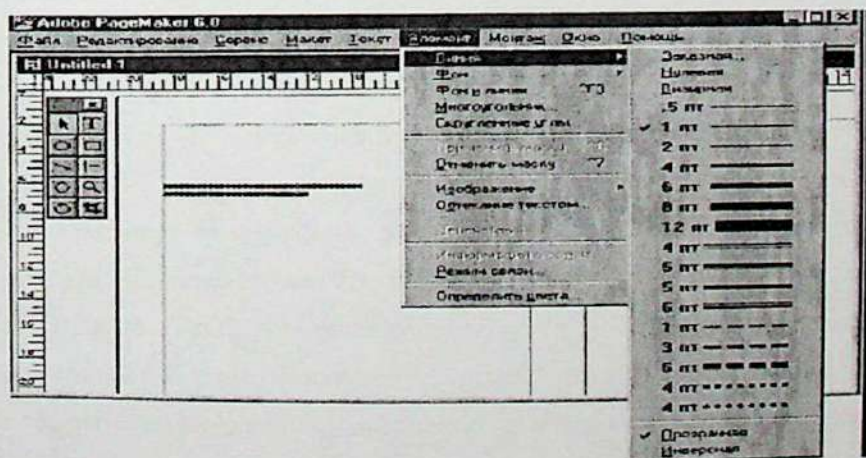 Adobe PageMaker 6.0
Файл Редактирование Сервис Макет Текст Элемент Монтаж Окно Помощь
Untitled 1
Линия
Фон
Фон и линия
Многоугольник...
Скругленные углы...
Отменить маску
Изображение
Обтекание текстом...
Режим связи...
Определить цвета...
Заказная...
Нулевая
.5 пт
1 пт
2 пт
4 пт
6 пт
8 пт
12 пт
4 пт
5 пт
5 пт
6 пт
1 пт
3 пт
6 пт
4 пт
4 пт
Прозрачная
Инверсная